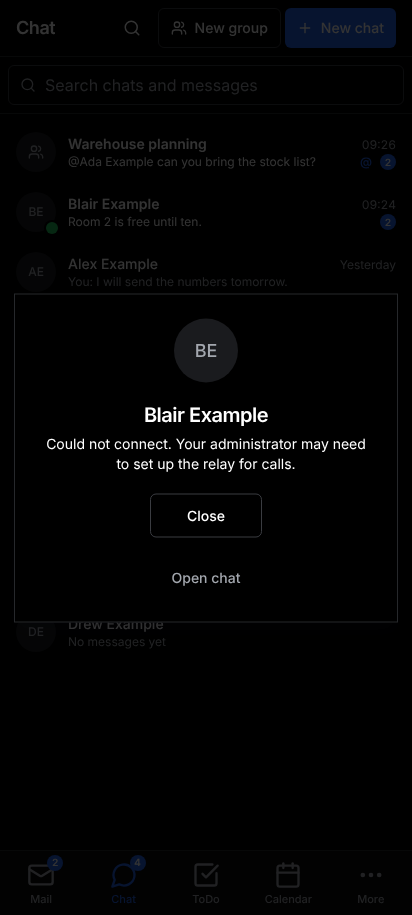 Chat
New group
New chat
Search chats and messages
Warehouse planning
09:26
@Ada Example can you bring the stock list?
@ 2
BE
Blair Example
09:24
Room 2 is free until ten.
2
AE
Alex Example
Yesterday
You: I will send the numbers tomorrow.
BE
Blair Example
Could not connect. Your administrator may need
to set up the relay for calls.
Close
Open chat
DE
Drew Example
No messages yet
2
4
Mail
Chat
ToDo
Calendar
More